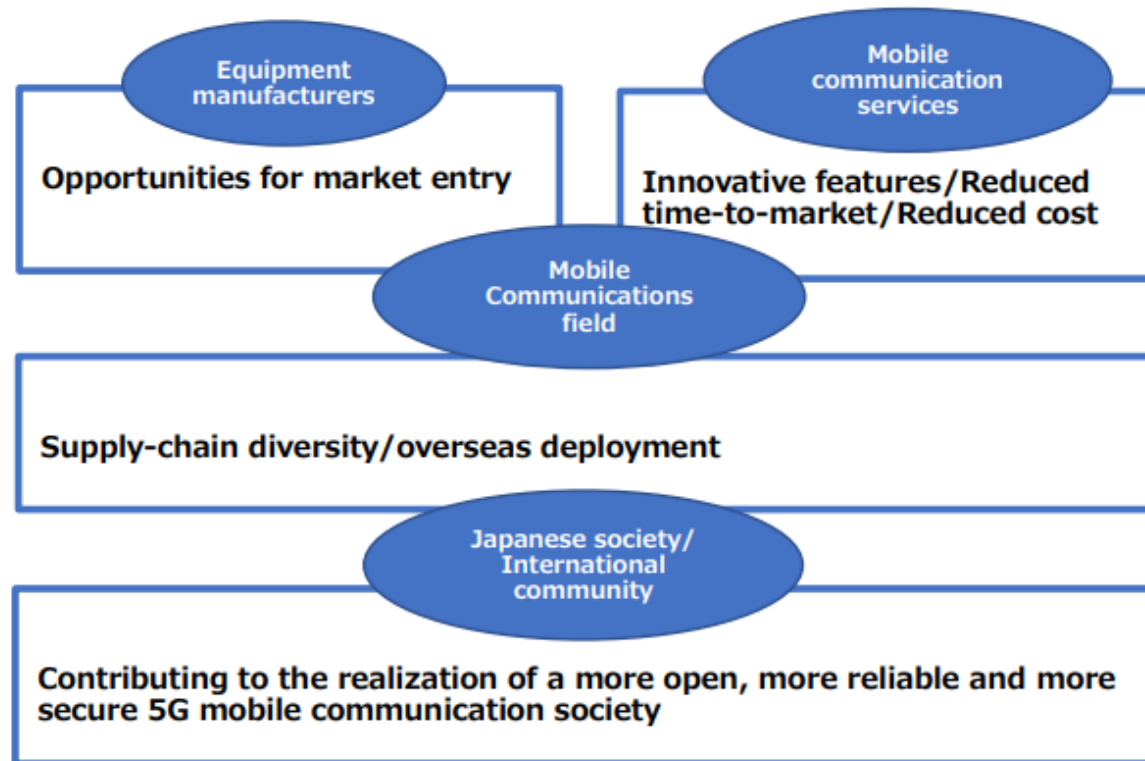 Equipment
manufacturers
Opportunities for market entry
Mobile
communication
services
Innovative features/Reduced
time-to-market/Reduced cost
Mobile
Communications
field
Supply-chain diversity/overseas deployment
Japanese society/
International
community
Contributing to the realization of a more open, more reliable and more
secure 5G mobile communication society